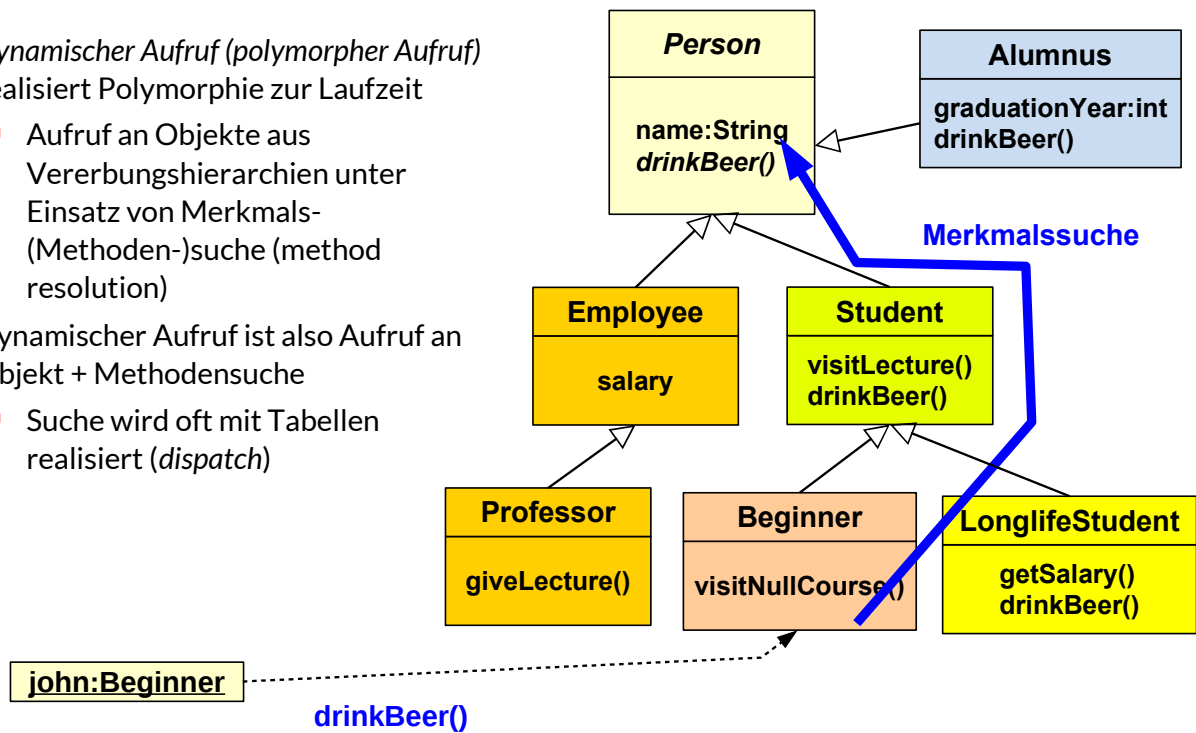 ynamischer Aufruf (polymorpher Aufruf)
ealisiert Polymorphie zur Laufzeit
Aufruf an Objekte aus
Vererbungshierarchien unter
Einsatz von Merkmals-
(Methoden-)suche (method
resolution)
ynamischer Aufruf ist also Aufruf an
bjekt + Methodensuche
Suche wird oft mit Tabellen
realisiert (dispatch)
Person
name:String
drinkBeer()
Alumnus
graduationYear:int
drinkBeer()
Merkmalssuche
Employee
salary
Student
visitLecture()
drinkBeer()
Professor
giveLecture()
Beginner
visitNullCourse()
LonglifeStudent
getSalary()
drinkBeer()
john:Beginner
drinkBeer()